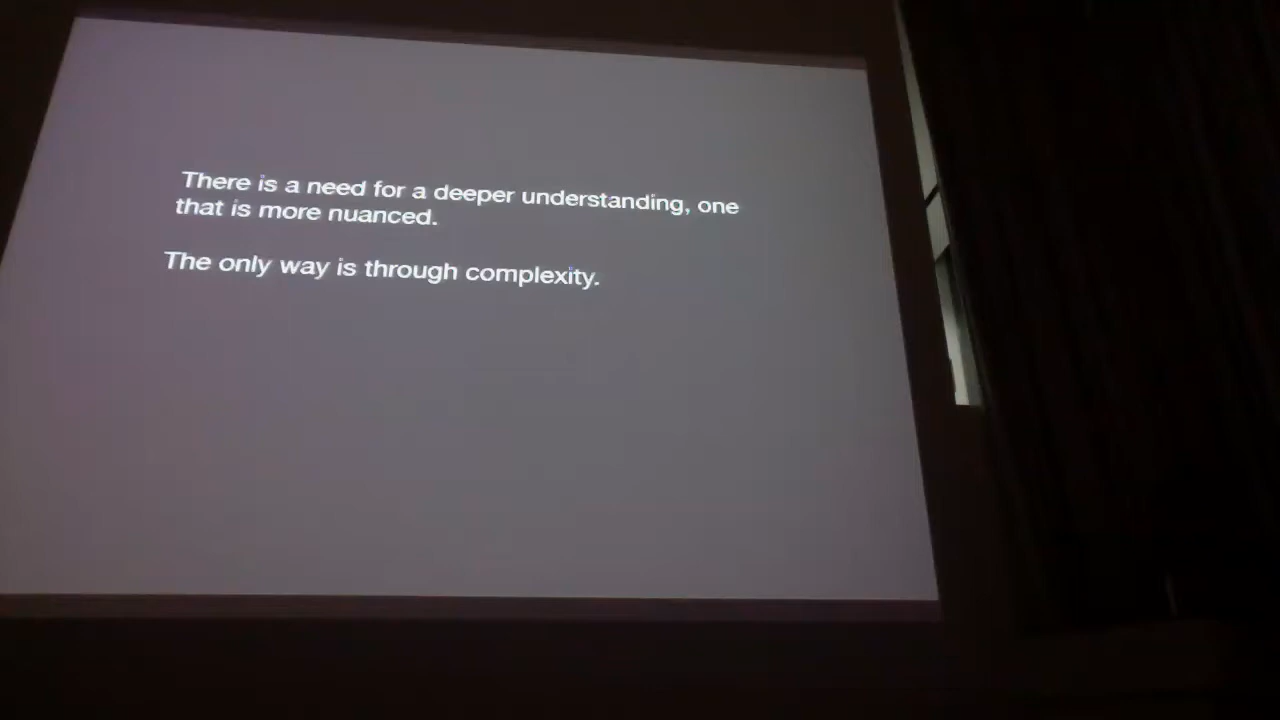 There is a need for a deeper understanding, one
that is more nuanced.
The only way is through complexity.